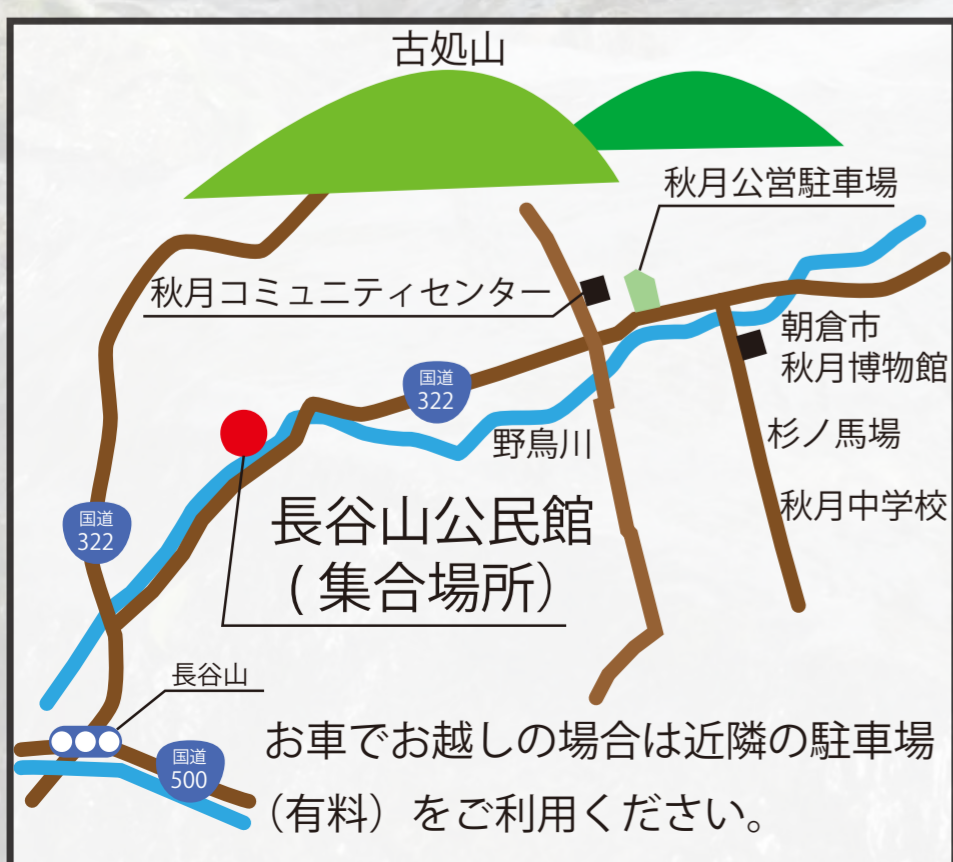 古処山
秋月公営駐車場
秋月コミュニティセンター
朝倉市
秋月博物館
国道
322
野鳥川
杉ノ馬場
長谷山公民館
(集合場所)
秋月中学校
国道
322
長谷山
国道
500
お車でお越しの場合は近隣の駐車場
（有料）をご利用ください。